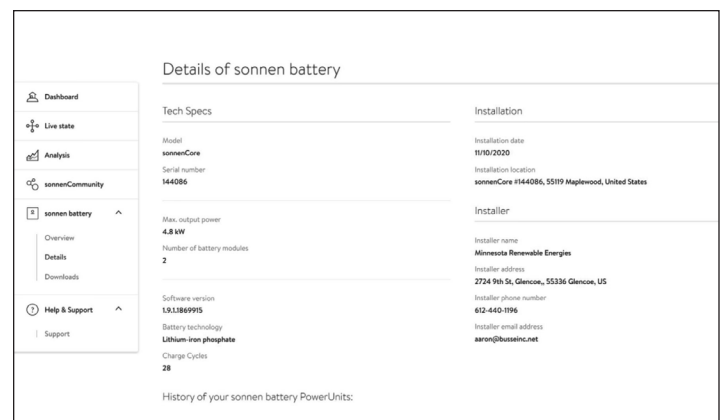 Details of sonnen battery
Dashboard
Live state
Analysis
sonnenCommunity
sonnen battery
Overview
Details
Downloads
Help & Support
Support
Tech Specs
Model
sonnenCore
Serial number
144086
Max. output power
4.8 kW
Number of battery modules
2
Software version
1.9.1.1869915
Battery technology
Lithium-iron phosphate
Charge Cycles
28
History of your sonnen battery PowerUnits:
Installation
Installation date
11/10/2020
Installation location
sonnenCore #144086, 55119 Maplewood, United States
Installer
Installer name
Minnesota Renewable Energies
Installer address
2724 9th St, Glencoe,, 55336 Glencoe, US
Installer phone number
612-440-1196
Installer email address
aaron@busseinc.net